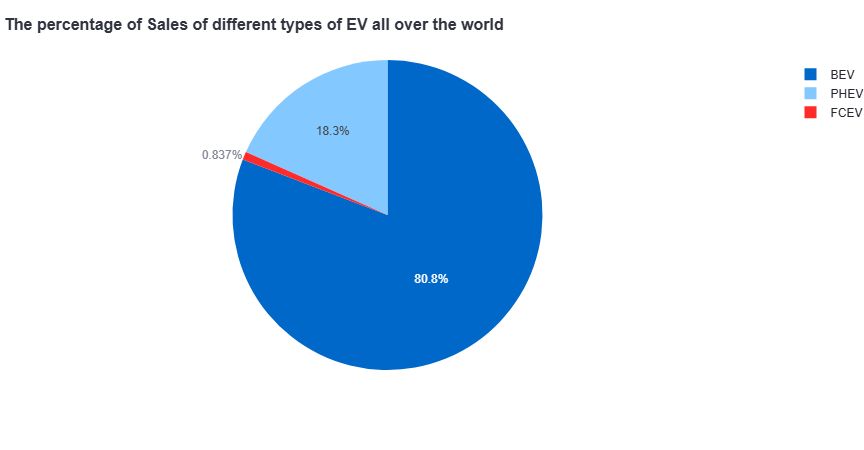 The percentage of Sales of different types of EV all over the world
BEV
PHEV
FCEV
18.3%
0.837%
80.8%